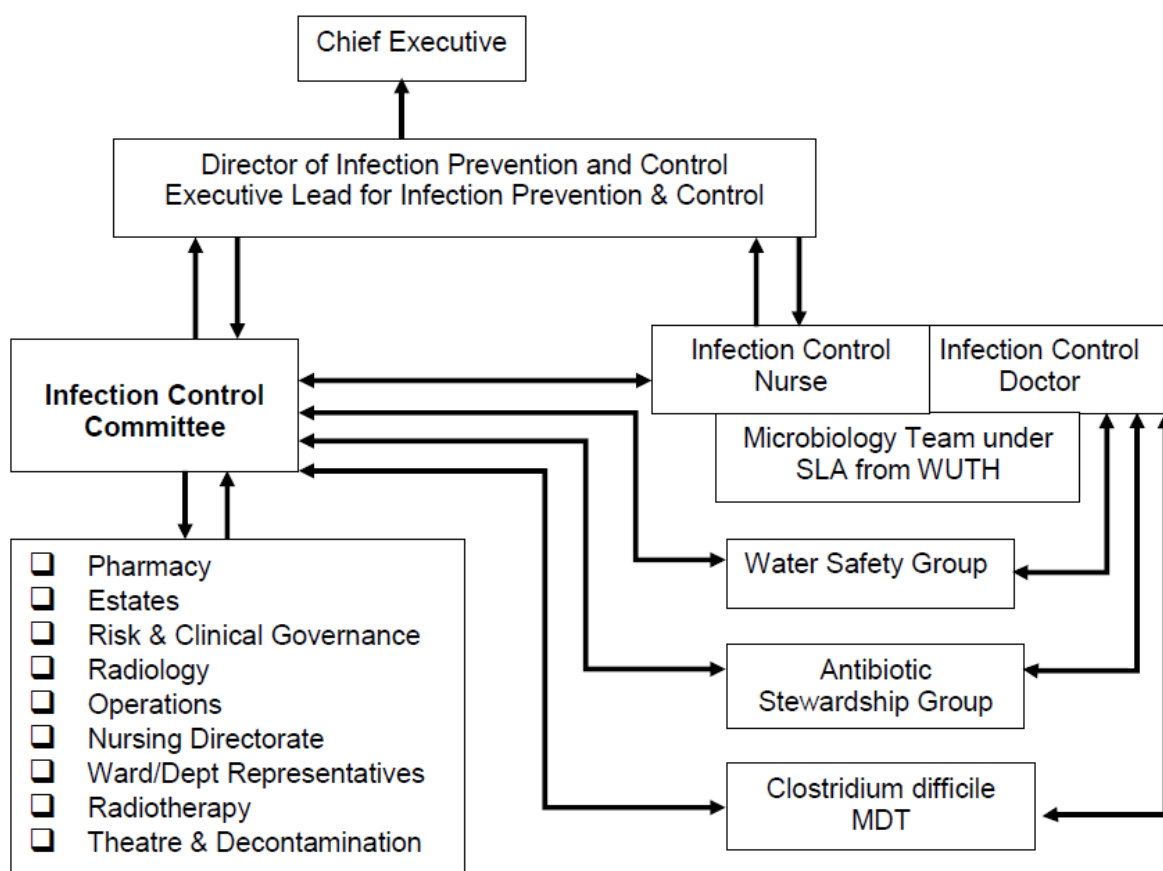 Chief Executive
Director of Infection Prevention and Control
Executive Lead for Infection Prevention & Control
Infection Control
Committee
Infection Control
Nurse
Infection Control
Doctor
Microbiology Team under
SLA from WUTH
Water Safety Group
Antibiotic
Stewardship Group
Clostridium difficile
MDT
Pharmacy
Estates
Risk & Clinical Governance
Radiology
Operations
Nursing Directorate
Ward/Dept Representatives
Radiotherapy
Theatre & Decontamination